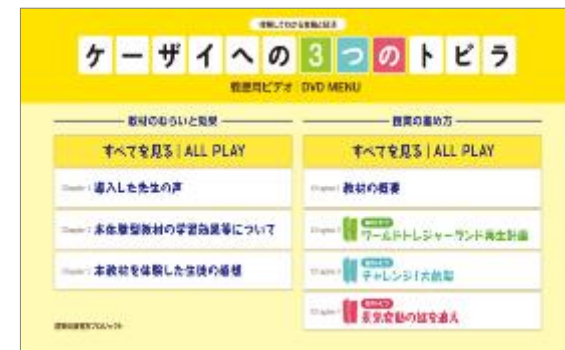 ケーザイへの3つのトビラ
教員用ビデオ DVD MENU
教材のねらいと効果
すべてを見る | ALL PLAY
導入した先生の声
本体験型教材の学習効果等について
本教材を体験した生徒の感想
授業の進め方
すべてを見る | ALL PLAY
教材の概要
ワールドトレジャーランド再生計画
チャレンジ！大航海
景気変動の謎を追え